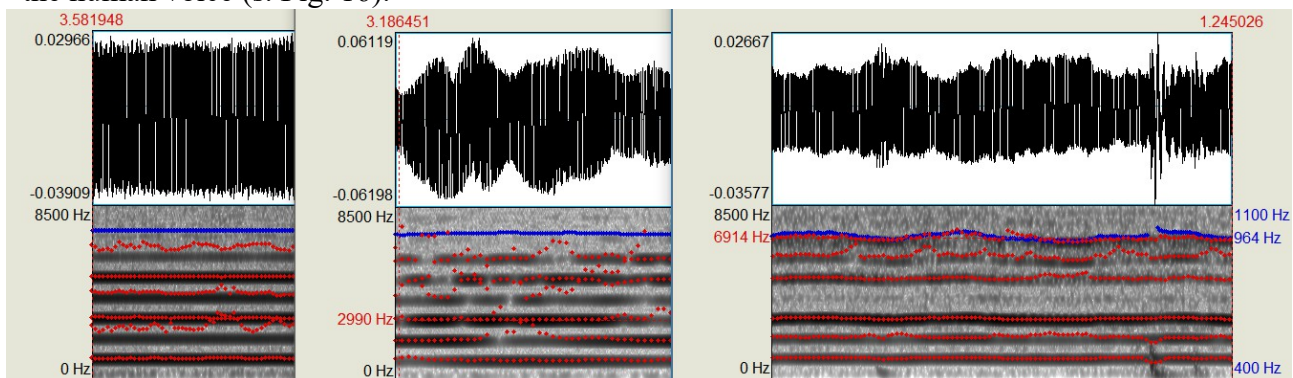 the human voice (s. Fig. 16).
3.581948 3.186451 1.245026
0.02966 0.06119 0.02667
-0.03909 -0.06198 -0.03577
8500 Hz 8500 Hz 8500 Hz 1100 Hz
6914 Hz 964 Hz
2990 Hz
0 Hz 0 Hz 0 Hz 400 Hz